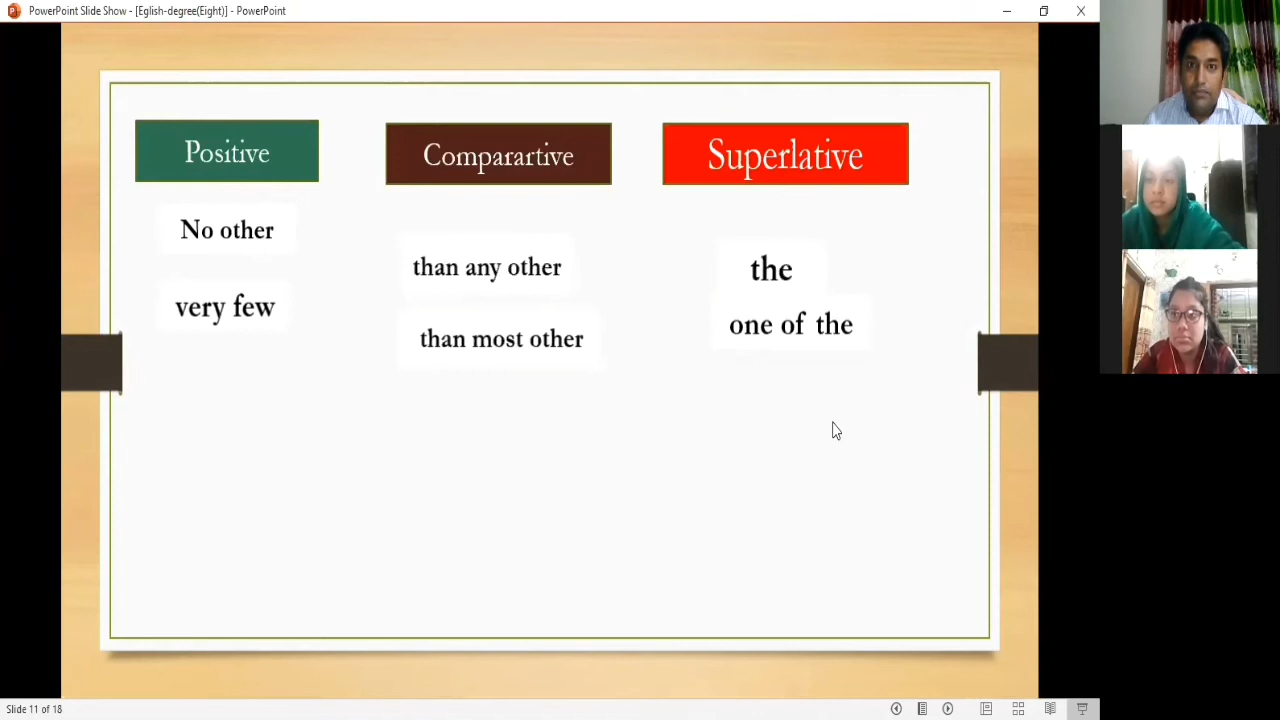 PowerPoint Slide Show - [Eglish-degree(Eight)] - PowerPoint
Positive
Comparartive
Superlative
No other
than any other
the
very few
than most other
one of the
Slide 11 of 18